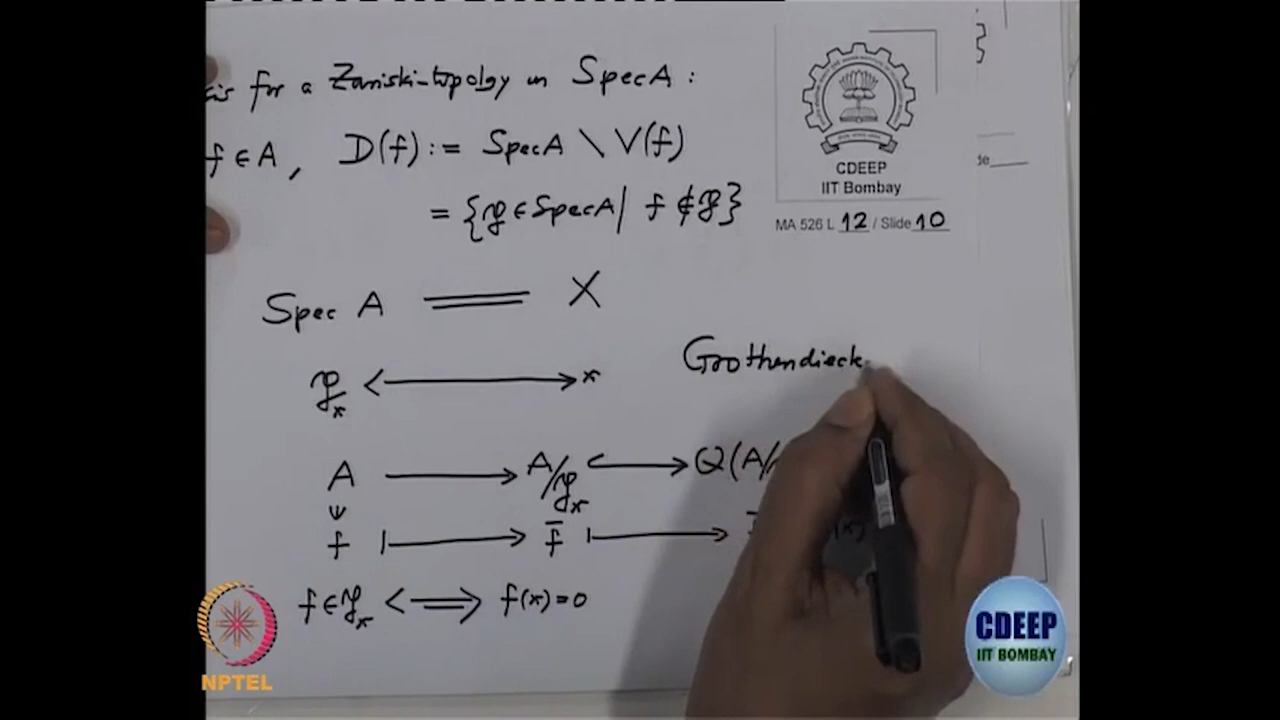 for a Zariski-topology on Spec A :
f ∈ A , D(f) := Spec A \ V(f)
= {𝔭 ∈ Spec A | f ∉ 𝔭}
CDEEP
IIT Bombay
MA 526 L 12 / Slide 10
Spec A === X
𝔭ₓ <——> x
Grothendieck
A ——> A/𝔭ₓ ↪ Q(A/
∪
f |——> f̄ |——> (x)
f ∈ 𝔭ₓ <==> f(x) = 0
NPTEL
CDEEP
IIT BOMBAY